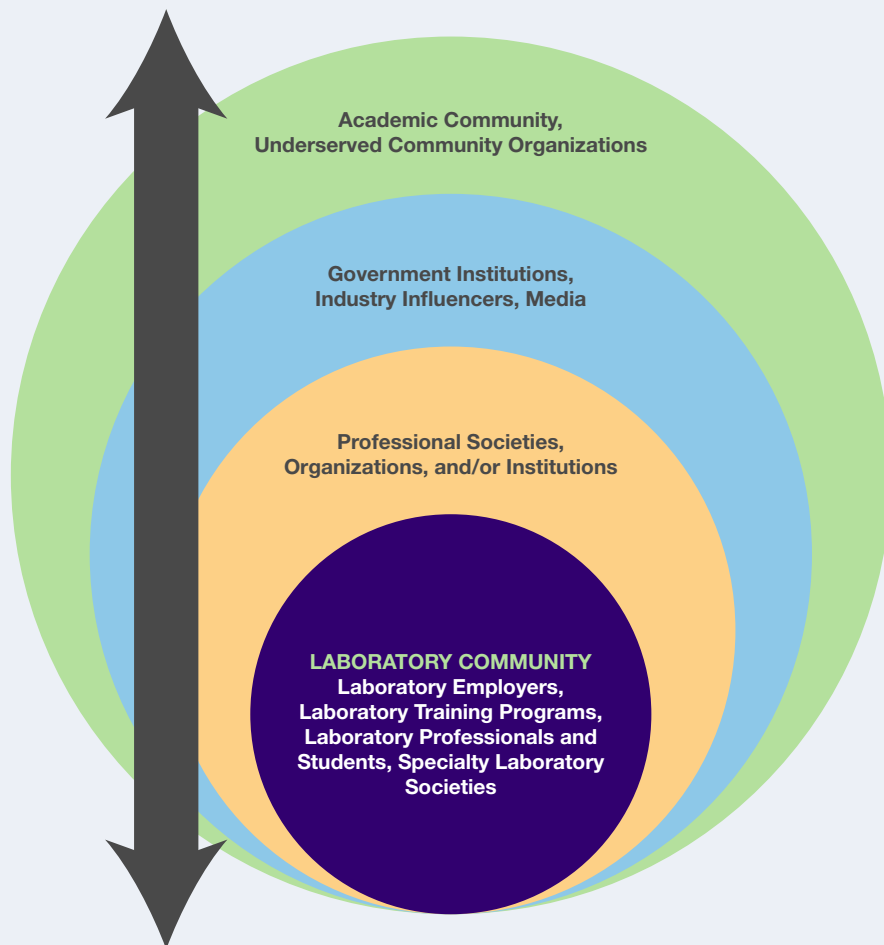 Academic Community,
Underserved Community Organizations
Government Institutions,
Industry Influencers, Media
Professional Societies,
Organizations, and/or Institutions
LABORATORY COMMUNITY
Laboratory Employers,
Laboratory Training Programs,
Laboratory Professionals and
Students, Specialty Laboratory
Societies